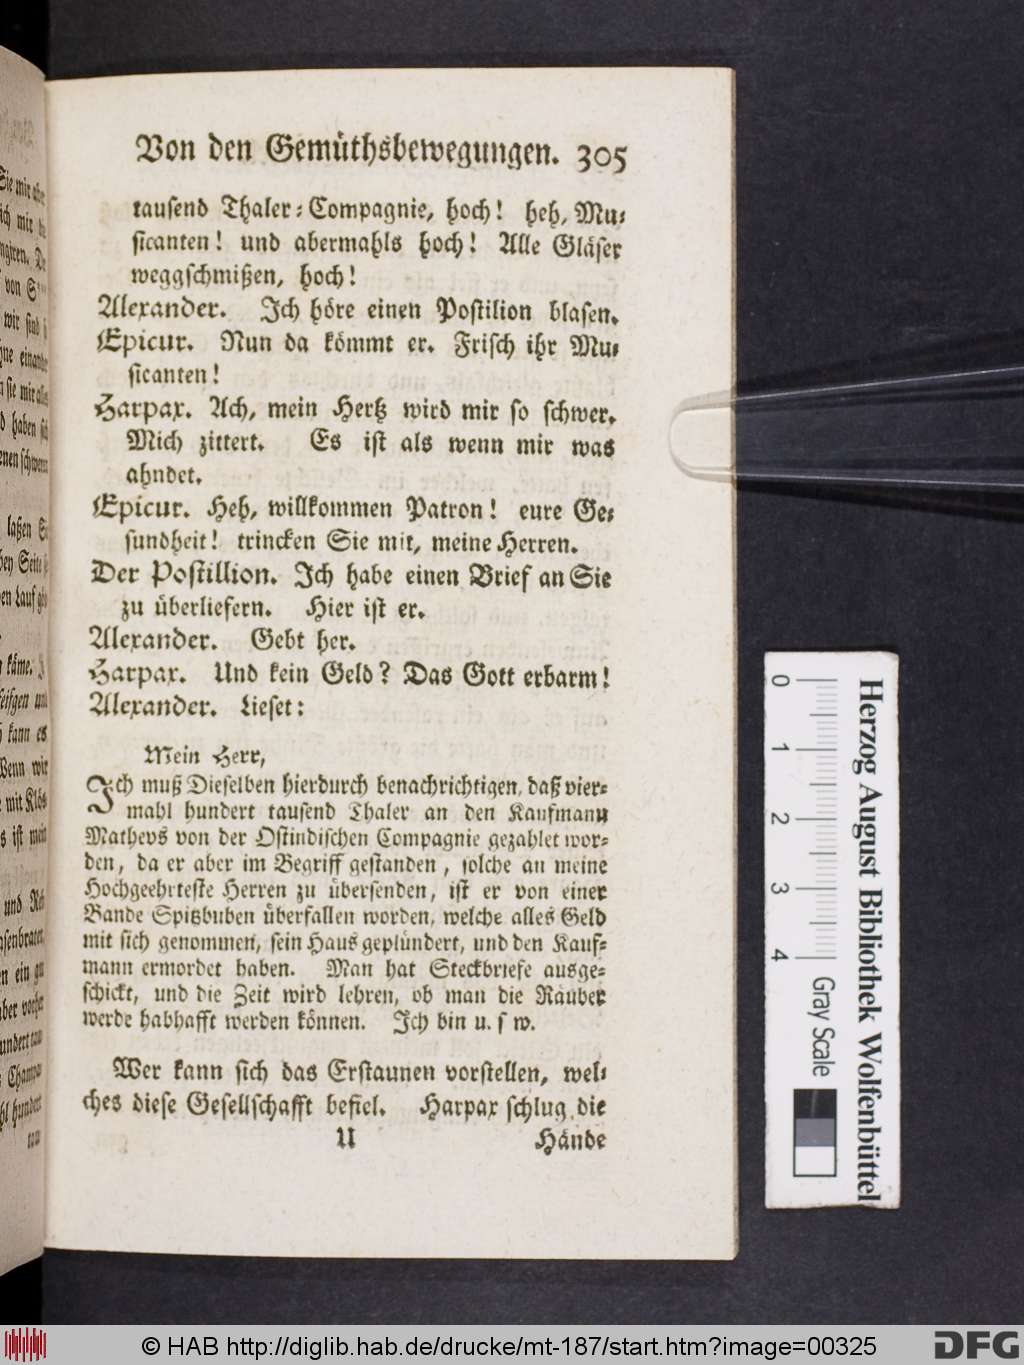 Von den Gemüthsbewegungen. 305
tausend Thaler-Compagnie, hoch! heh, Mu-
sicanten! und abermahls hoch! Alle Gläser
weggschmißen, hoch!
Alexander. Ich höre einen Postilion blasen.
Epicur. Nun da kömmt er. Frisch ihr Mu-
sicanten!
Harpax. Ach, mein Hertz wird mir so schwer.
Mich zittert. Es ist als wenn mir was
ahndet.
Epicur. Heh, willkommen Patron! eure Ge-
sundheit! trincken Sie mit, meine Herren.
Der Postillion. Ich habe einen Brief an Sie
zu überliefern. Hier ist er.
Alexander. Gebt her.
Harpax. Und kein Geld? Das Gott erbarm!
Alexander. Lieset:
Mein Herr,
Ich muß Dieselben hierdurch benachrichtigen, daß vier-
mahl hundert tausend Thaler an den Kaufmann
Mathevs von der Ostindischen Compagnie gezahlet wor-
den, da er aber im Begriff gestanden, solche an meine
Hochgeehrteste Herren zu übersenden, ist er von einer
Bande Spitzbuben überfallen worden, welche alles Geld
mit sich genommen, sein Haus geplündert, und den Kauf-
mann ermordet haben. Man hat Steckbriefe ausge-
schickt, und die Zeit wird lehren, ob man die Räuber
werde habhafft werden können. Ich bin u. s w.
Wer kann sich das Erstaunen vorstellen, wel-
ches diese Gesellschafft befiel. Harpax schlug die
U Hände
0 1 2 3 4 Gray Scale
Herzog August Bibliothek Wolfenbüttel
© HAB http://diglib.hab.de/drucke/mt-187/start.htm?image=00325
DFG